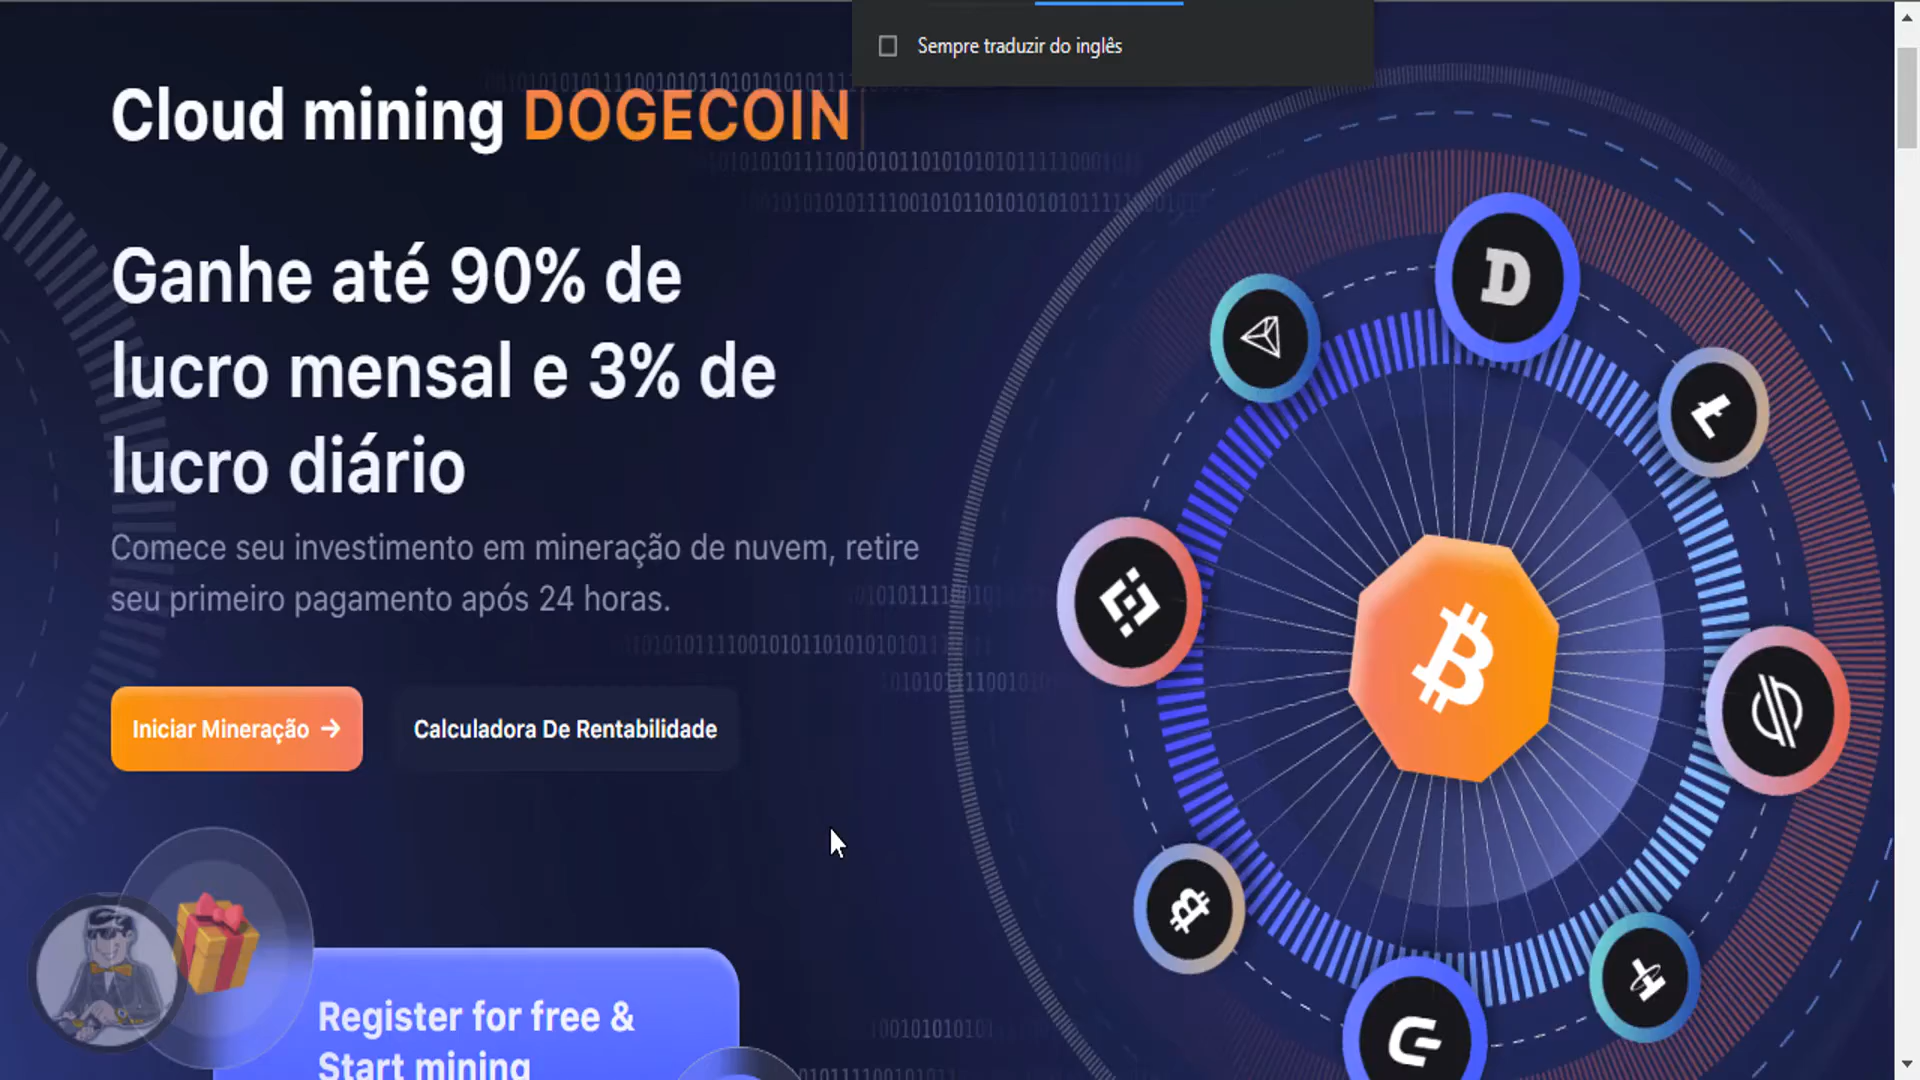 Sempre traduzir do inglês
Cloud mining DOGECOIN
Ganhe até 90% de
lucro mensal e 3% de
lucro diário
Comece seu investimento em mineração de nuvem, retire
seu primeiro pagamento após 24 horas.
Iniciar Mineração →
Calculadora De Rentabilidade
Register for free &
Start mining